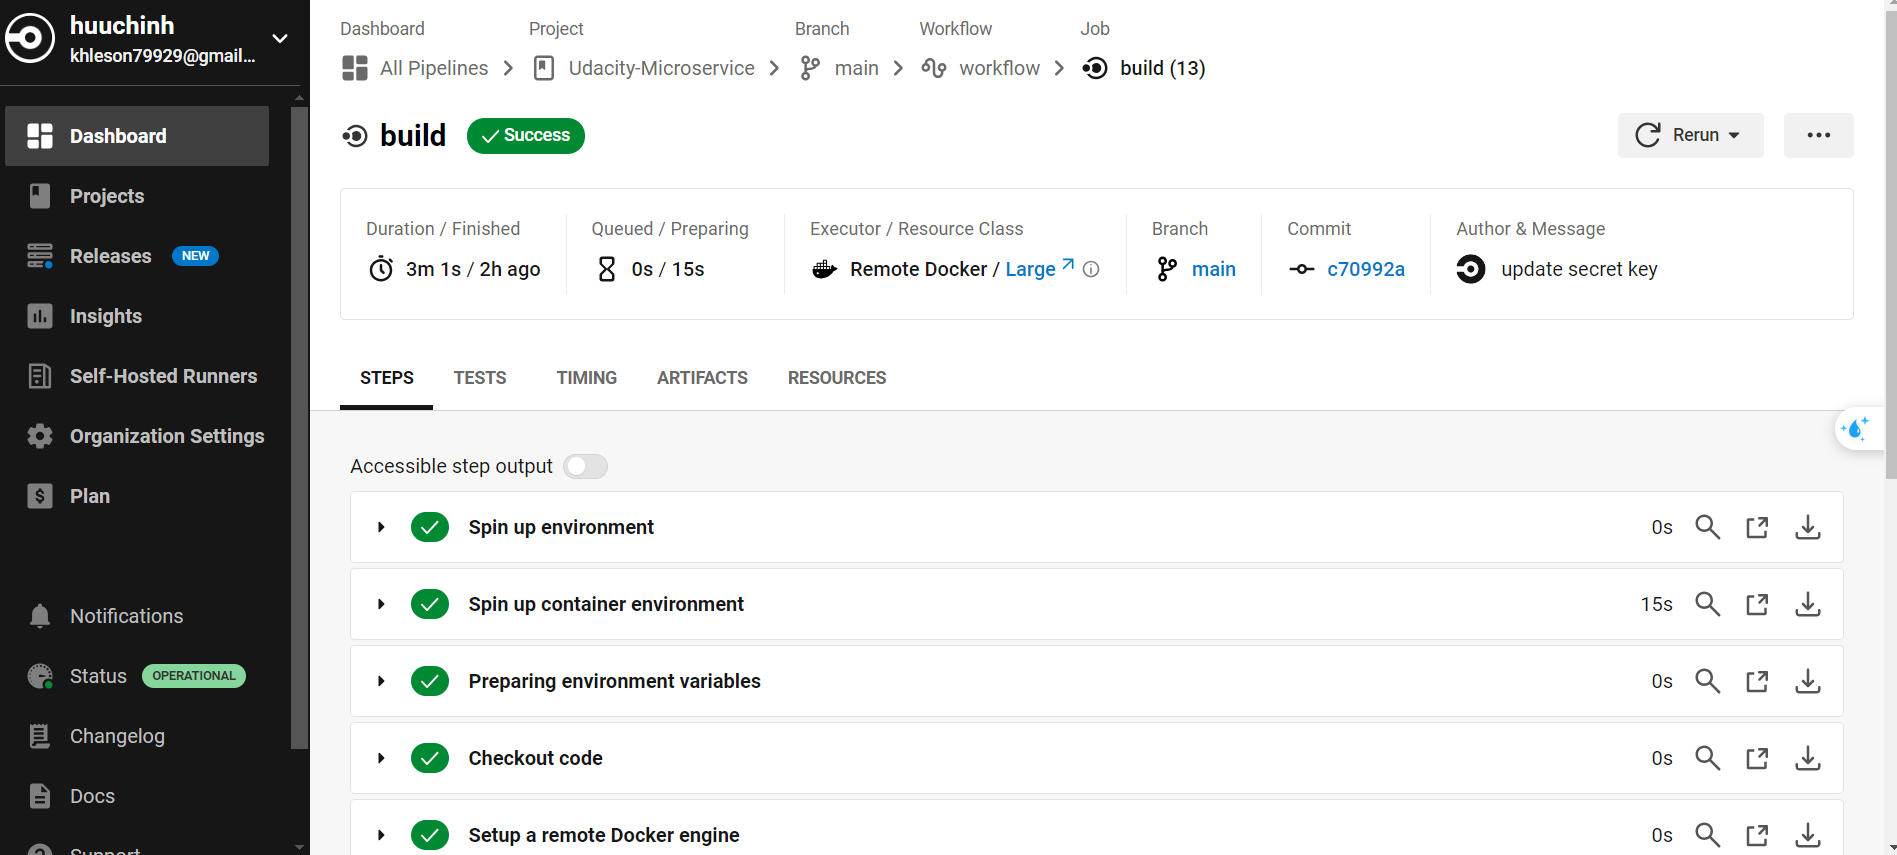 huuchinh
khleson79929@gmail...
Dashboard
Projects
Releases NEW
Insights
Self-Hosted Runners
Organization Settings
Plan
Notifications
Status OPERATIONAL
Changelog
Docs
Support
Dashboard Project Branch Workflow Job
All Pipelines Udacity-Microservice main workflow build (13)
build Success Rerun
Duration / Finished Queued / Preparing Executor / Resource Class Branch Commit Author & Message
3m 1s / 2h ago 0s / 15s Remote Docker / Large main c70992a update secret key
STEPS TESTS TIMING ARTIFACTS RESOURCES
Accessible step output
Spin up environment 0s
Spin up container environment 15s
Preparing environment variables 0s
Checkout code 0s
Setup a remote Docker engine 0s